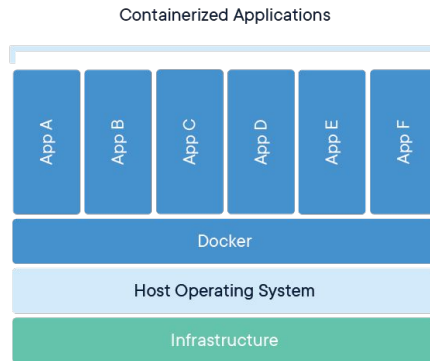 Containerized Applications
App A
App B
App C
App D
App E
App F
Docker
Host Operating System
Infrastructure